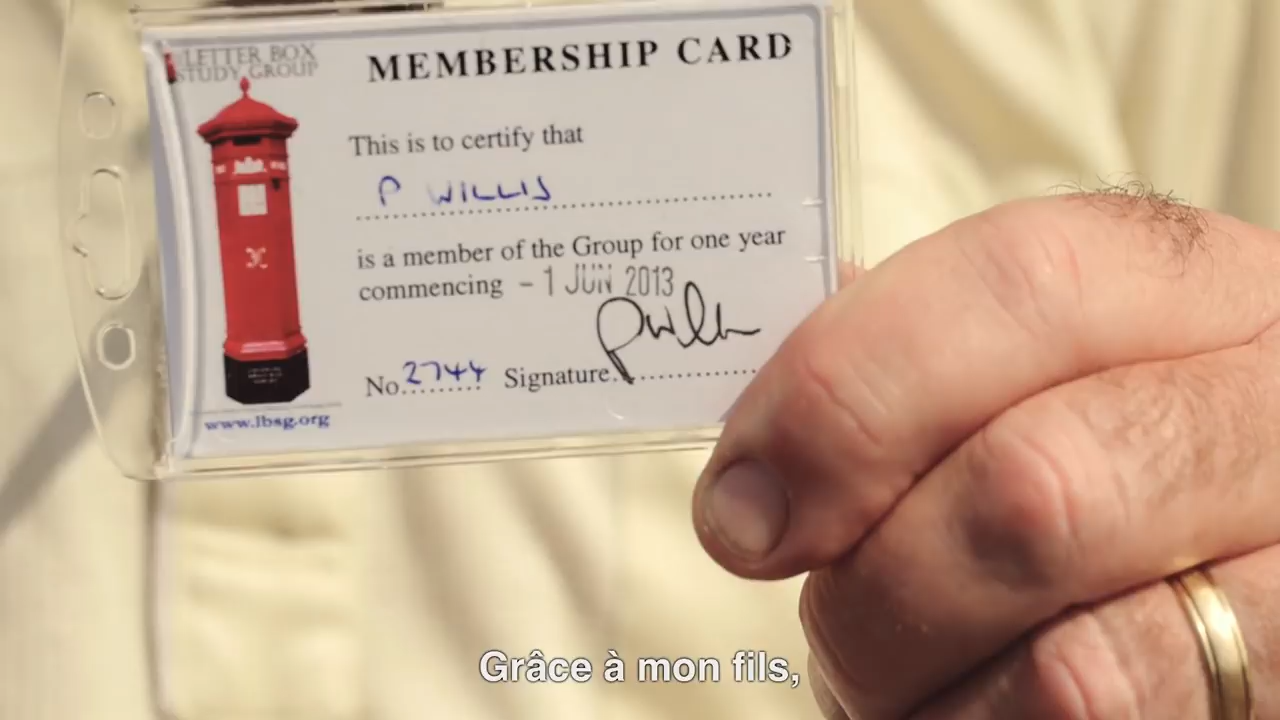 LETTER BOX
STUDY GROUP
MEMBERSHIP CARD
This is to certify that
P WILLIS
is a member of the Group for one year
commencing - 1 JUN 2013
No. 2744 Signature
www.lbsg.org
Grâce à mon fils,